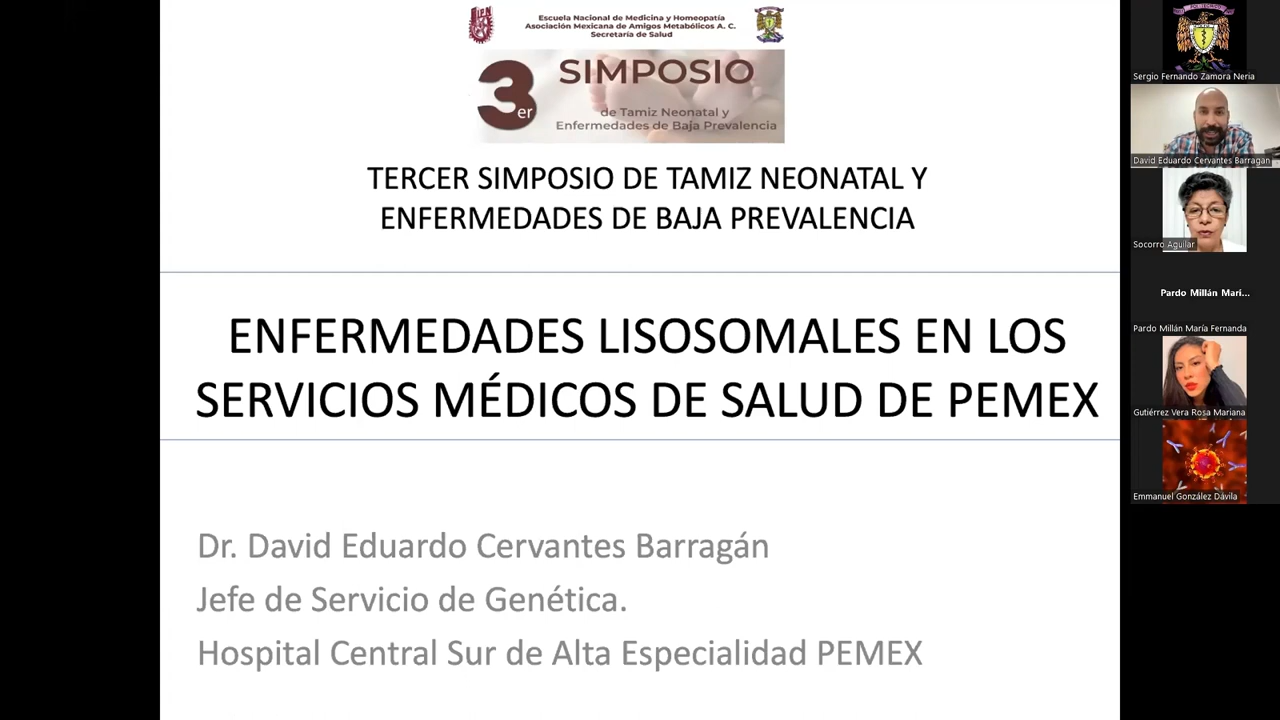 Escuela Nacional de Medicina y Homeopatía
Asociación Mexicana de Amigos Metabólicos A. C.
Secretaría de Salud
3er
SIMPOSIO
de Tamiz Neonatal y
Enfermedades de Baja Prevalencia
TERCER SIMPOSIO DE TAMIZ NEONATAL Y
ENFERMEDADES DE BAJA PREVALENCIA
ENFERMEDADES LISOSOMALES EN LOS
SERVICIOS MÉDICOS DE SALUD DE PEMEX
Dr. David Eduardo Cervantes Barragán
Jefe de Servicio de Genética.
Hospital Central Sur de Alta Especialidad PEMEX
Sergio Fernando Zamora Neria
David Eduardo Cervantes Barragan
Socorro Aguilar
Pardo Millán Mari...
Pardo Millán María Fernanda
Gutiérrez Vera Rosa Mariana
Emmanuel González Dávila